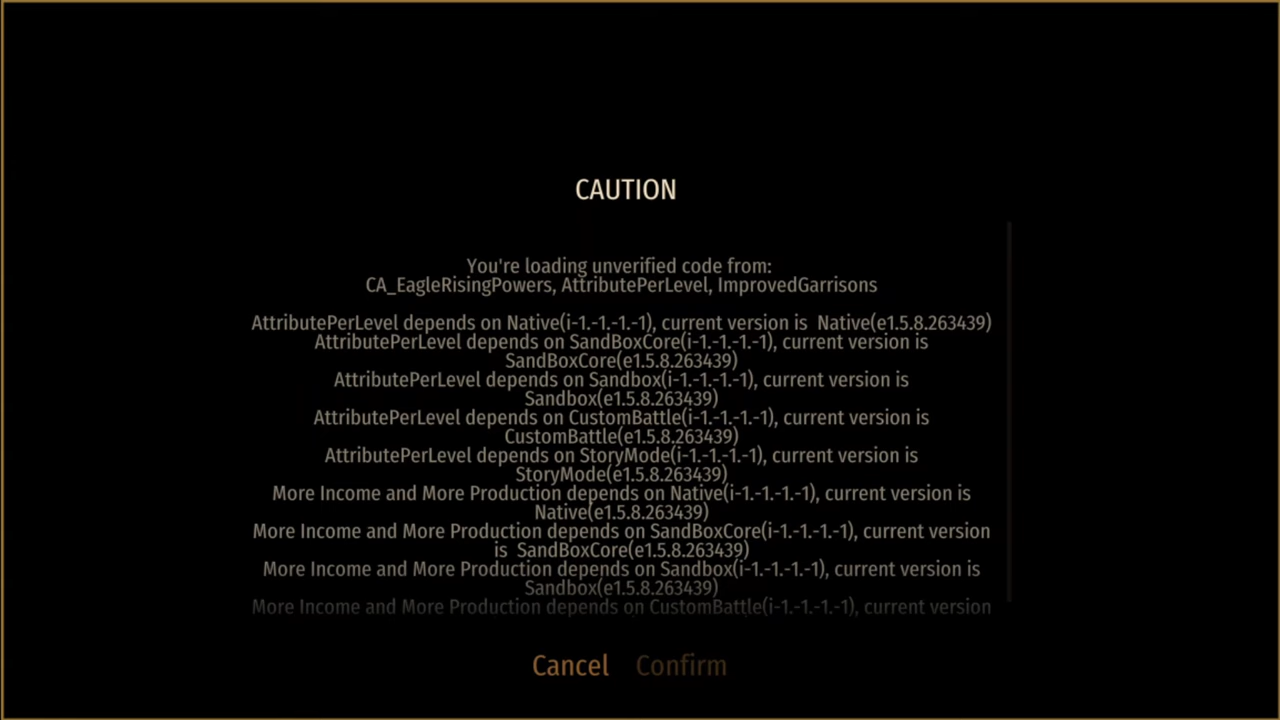 CAUTION
You're loading unverified code from:
CA_EagleRisingPowers, AttributePerLevel, ImprovedGarrisons
AttributePerLevel depends on Native(i-1.-1.-1.-1), current version is  Native(e1.5.8.263439)
AttributePerLevel depends on SandBoxCore(i-1.-1.-1.-1), current version is
SandBoxCore(e1.5.8.263439)
AttributePerLevel depends on Sandbox(i-1.-1.-1.-1), current version is
Sandbox(e1.5.8.263439)
AttributePerLevel depends on CustomBattle(i-1.-1.-1.-1), current version is
CustomBattle(e1.5.8.263439)
AttributePerLevel depends on StoryMode(i-1.-1.-1.-1), current version is
StoryMode(e1.5.8.263439)
More Income and More Production depends on Native(i-1.-1.-1.-1), current version is
Native(e1.5.8.263439)
More Income and More Production depends on SandBoxCore(i-1.-1.-1.-1), current version
is  SandBoxCore(e1.5.8.263439)
More Income and More Production depends on Sandbox(i-1.-1.-1.-1), current version is
Sandbox(e1.5.8.263439)
More Income and More Production depends on CustomBattle(i-1.-1.-1.-1), current version
Cancel Confirm